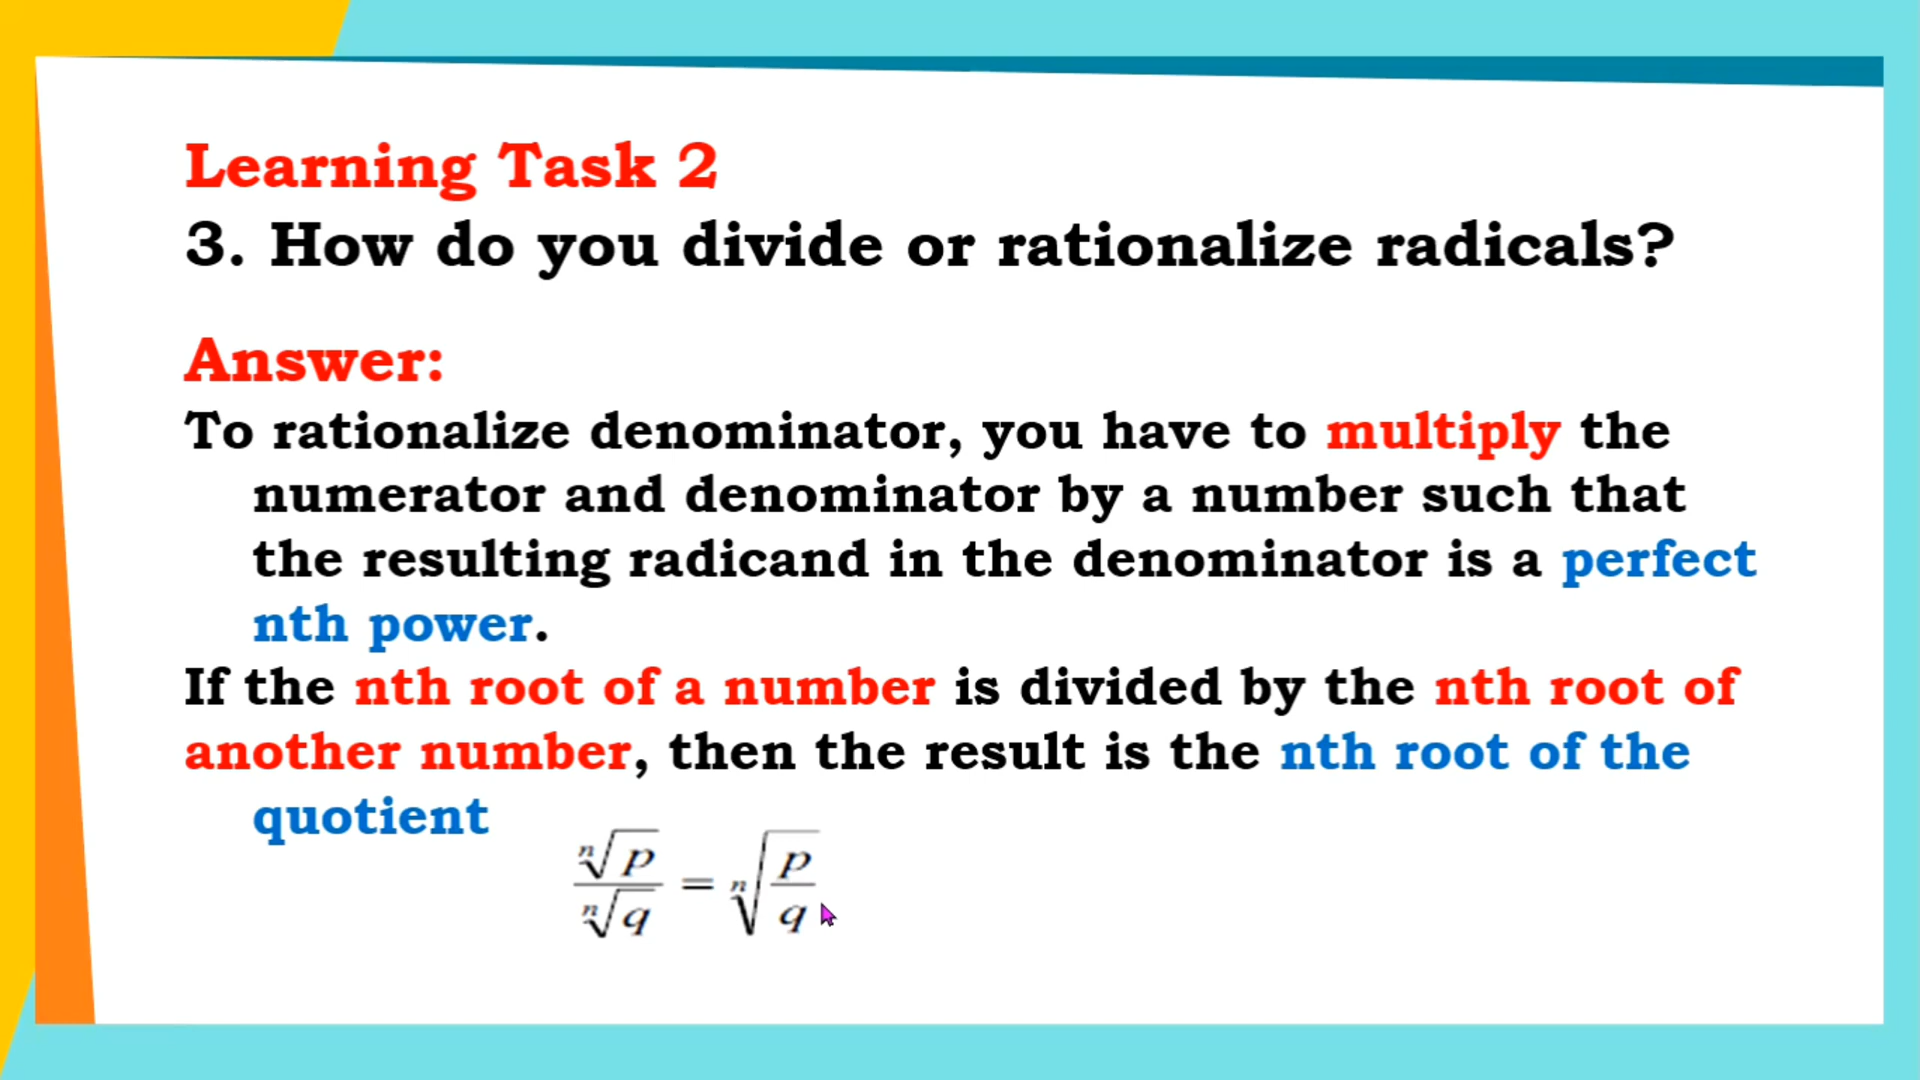 Learning Task 2
3. How do you divide or rationalize radicals?
Answer:
To rationalize denominator, you have to multiply the
numerator and denominator by a number such that
the resulting radicand in the denominator is a perfect
nth power.
If the nth root of a number is divided by the nth root of
another number, then the result is the nth root of the
quotient
ⁿ√p / ⁿ√q = ⁿ√(p/q)